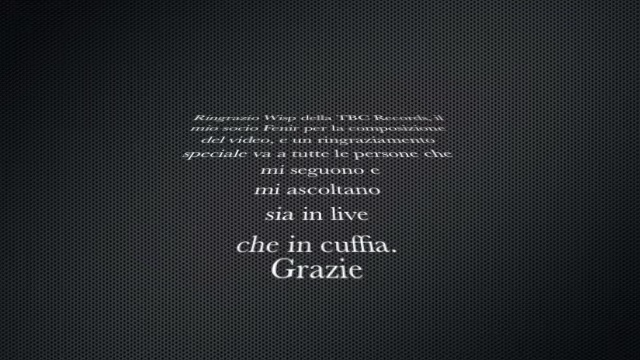 Ringrazio Wisp della TBC Records, il
mio socio Fenir per la composizione
del video, e un ringraziamento
speciale va a tutte le persone che
mi seguono e
mi ascoltano
sia in live
che in cuffia.
Grazie